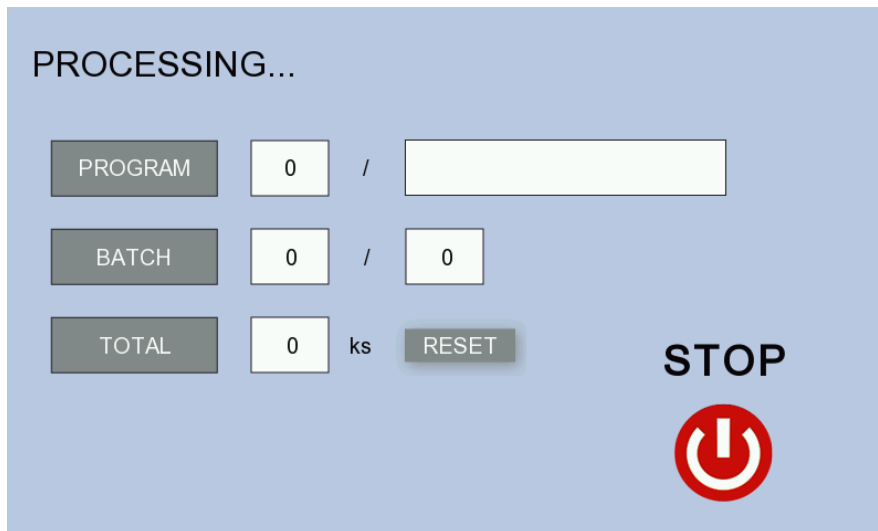 PROCESSING...
PROGRAM 0 /
BATCH 0 / 0
TOTAL 0 ks RESET
STOP